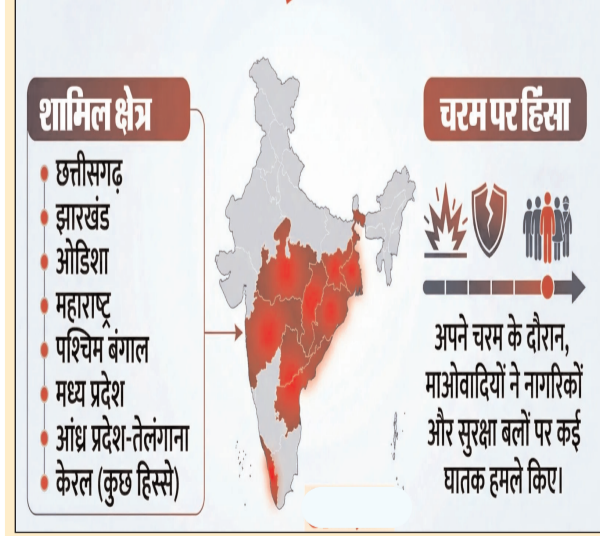 शामिल क्षेत्र
छत्तीसगढ़
झारखंड
ओडिशा
महाराष्ट्र
पश्चिम बंगाल
मध्य प्रदेश
आंध्र प्रदेश-तेलंगाना
केरल (कुछ हिस्से)
चरम पर हिंसा
अपने चरम के दौरान,
माओवादियों ने नागरिकों
और सुरक्षा बलों पर कई
घातक हमले किए।